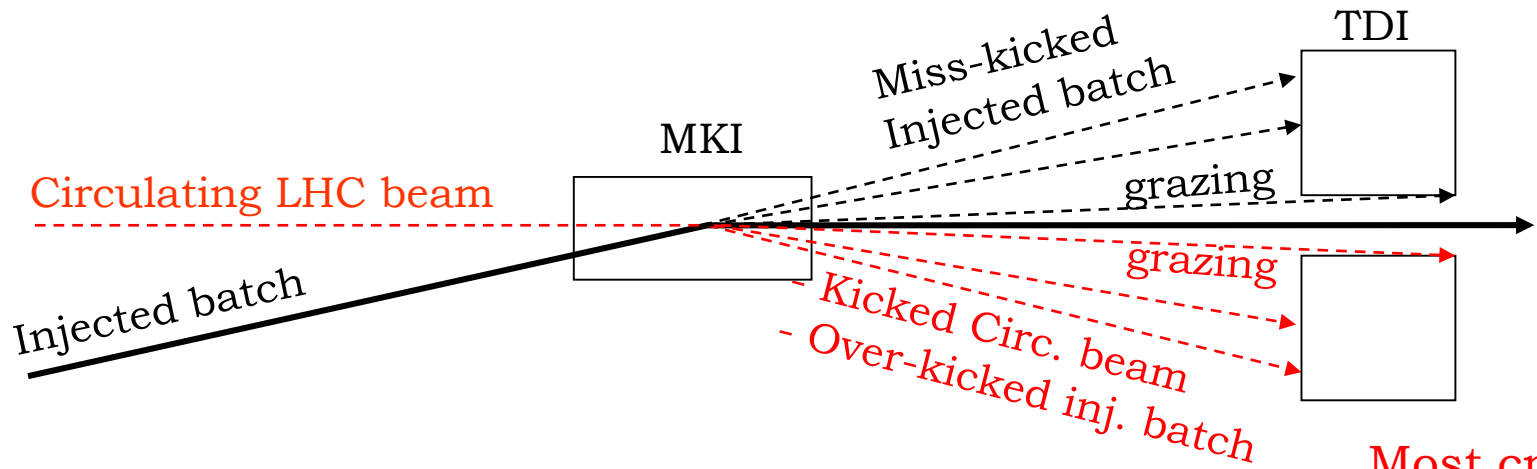 TDI
Miss-kicked
Injected batch
MKI
Circulating LHC beam
grazing
grazing
Injected batch
- Kicked Circ. beam
- Over-kicked inj. batch
Most